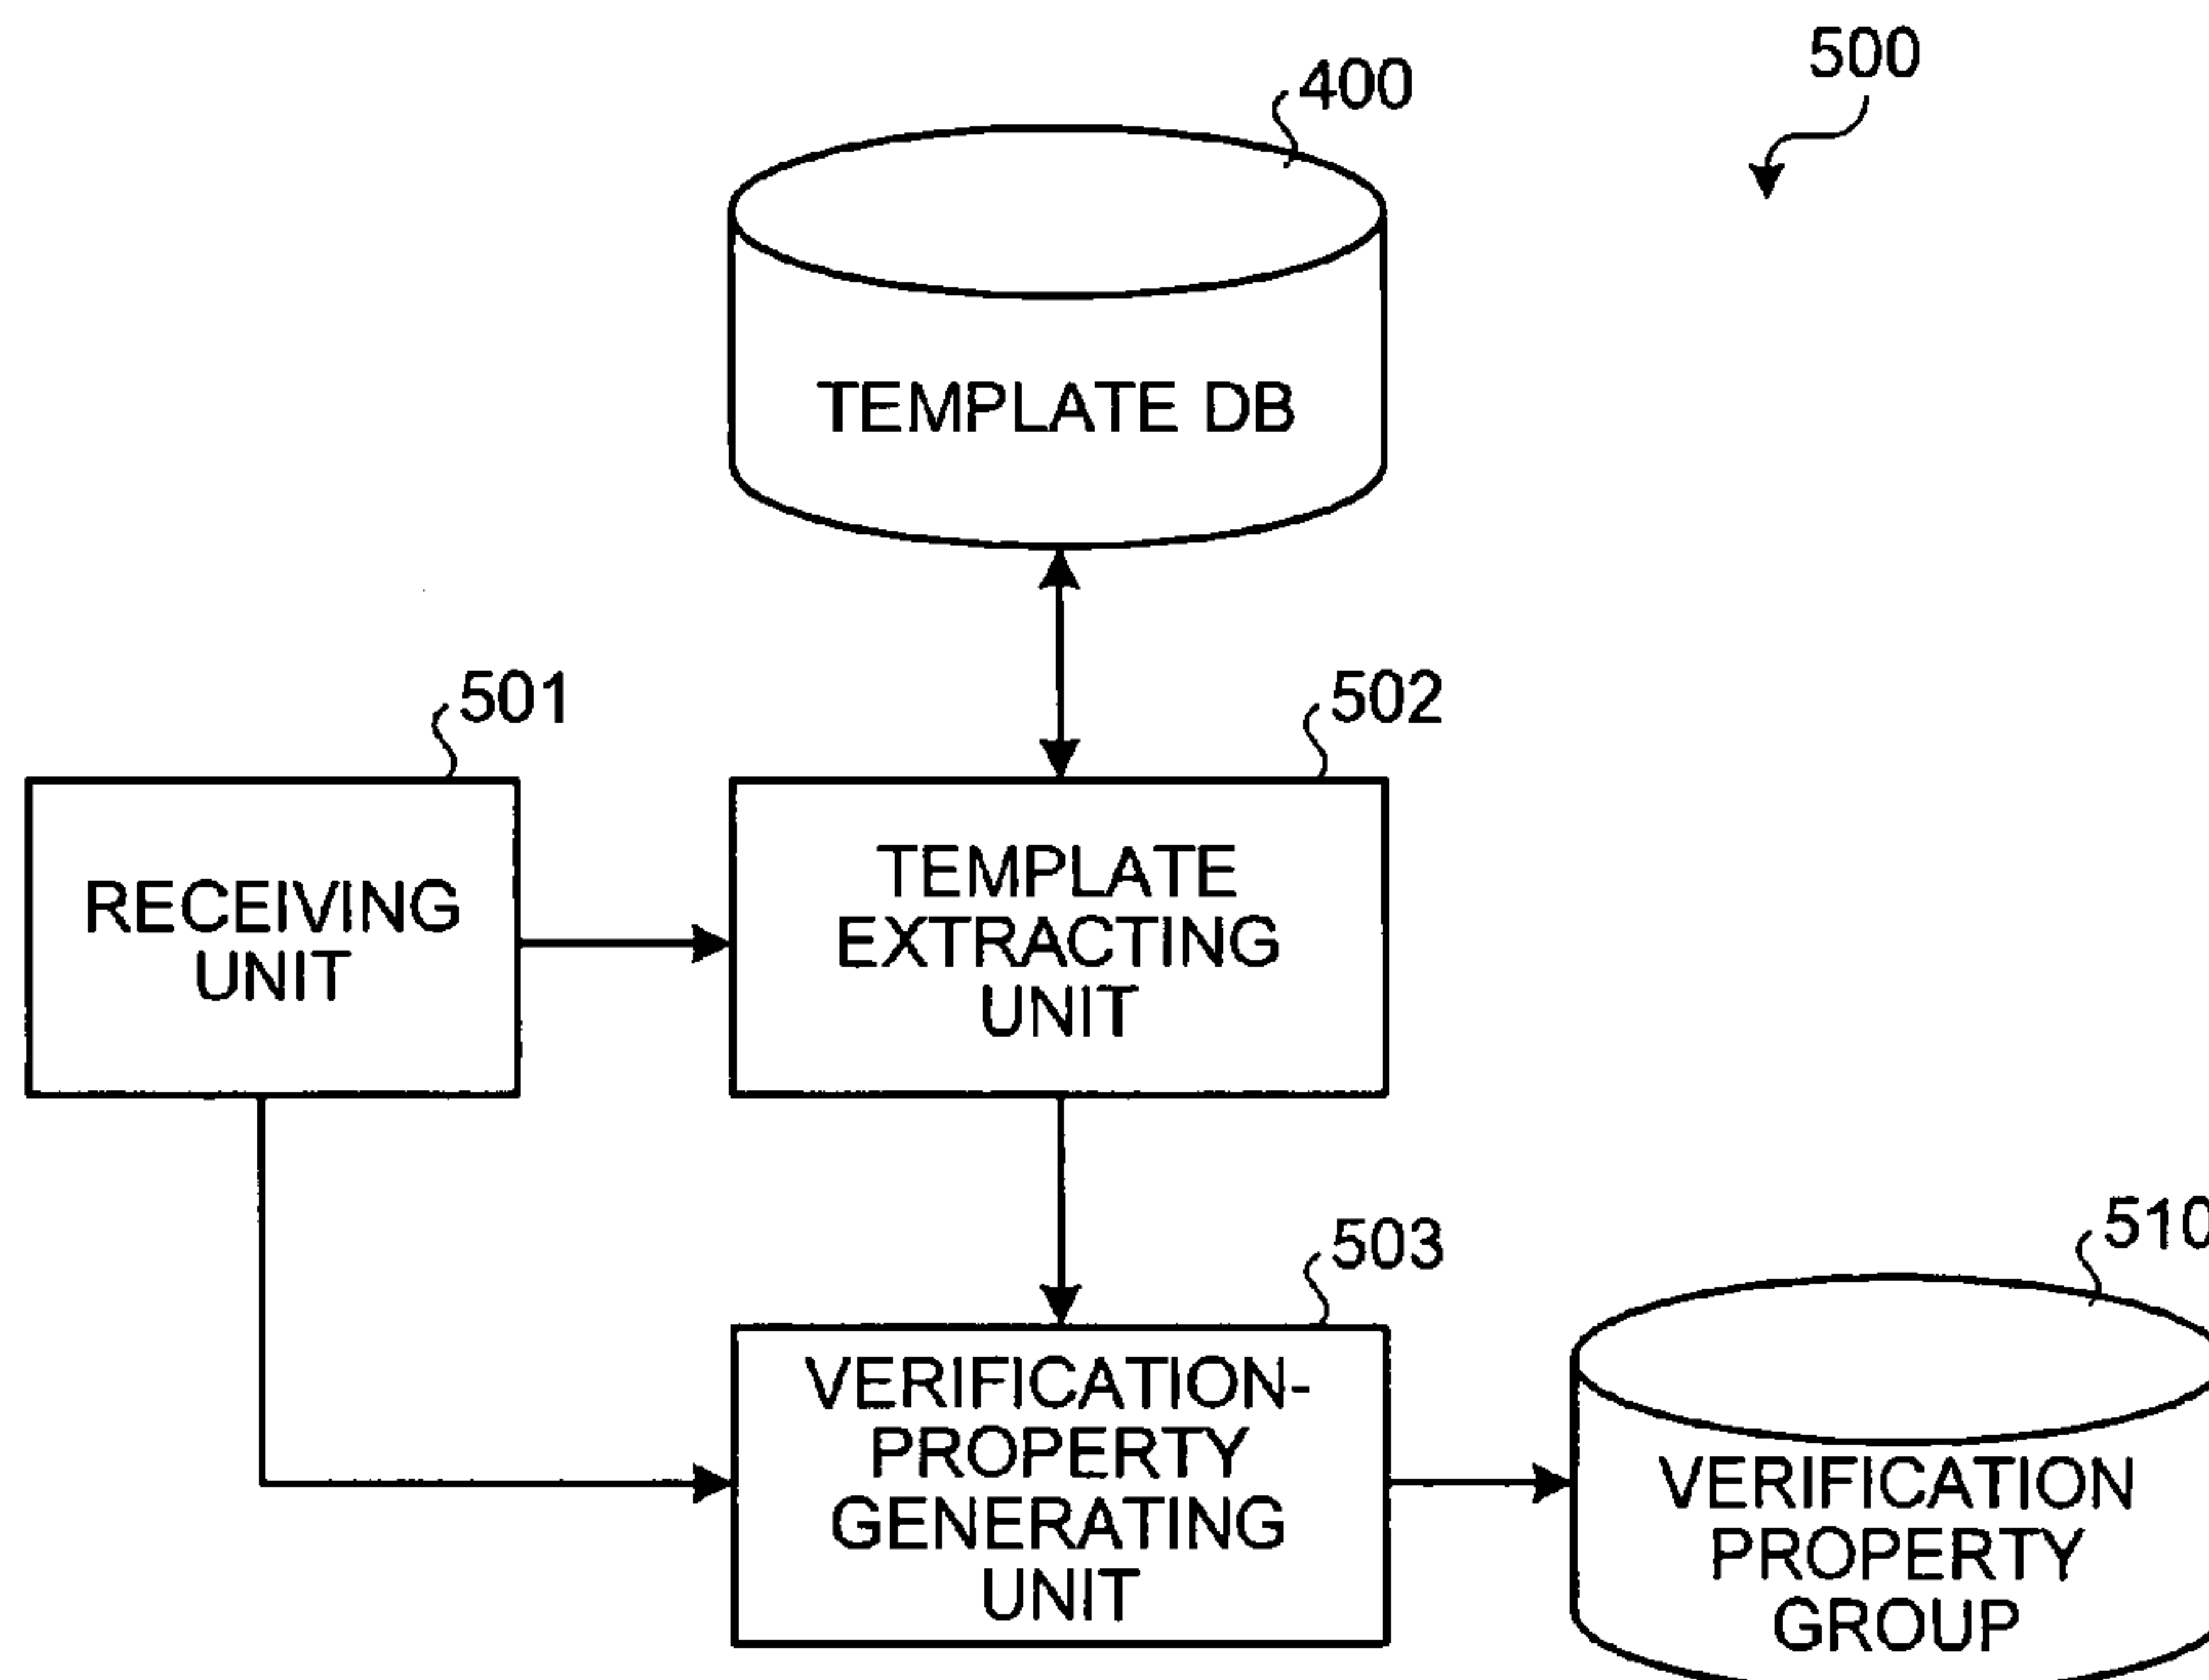 500
400
TEMPLATE DB
501
502
RECEIVING
UNIT
TEMPLATE
EXTRACTING
UNIT
503
510
VERIFICATION-
PROPERTY
GENERATING
UNIT
VERIFICATION
PROPERTY
GROUP